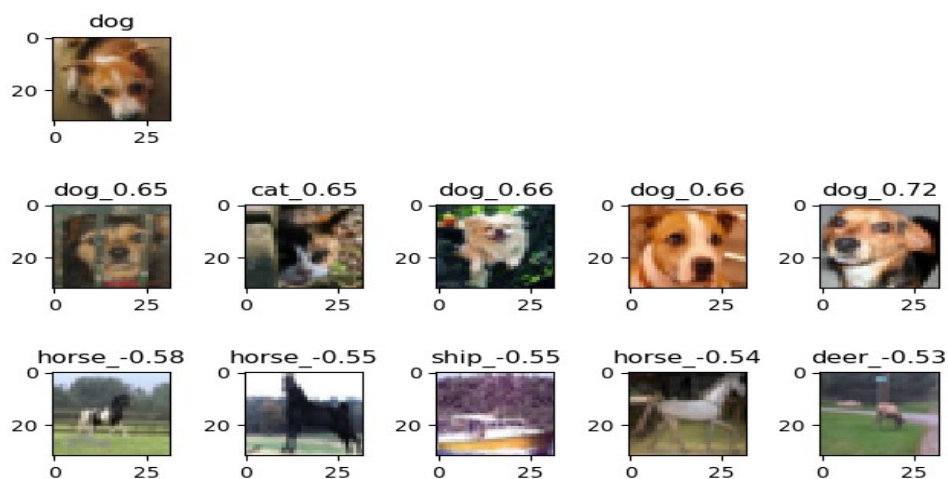 dog
0
20
0 25
dog_0.65 cat_0.65 dog_0.66 dog_0.66 dog_0.72
0 0 0 0 0
20 20 20 20 20
0 25 0 25 0 25 0 25 0 25
horse_-0.58 horse_-0.55 ship_-0.55 horse_-0.54 deer_-0.53
0 0 0 0 0
20 20 20 20 20
0 25 0 25 0 25 0 25 0 25